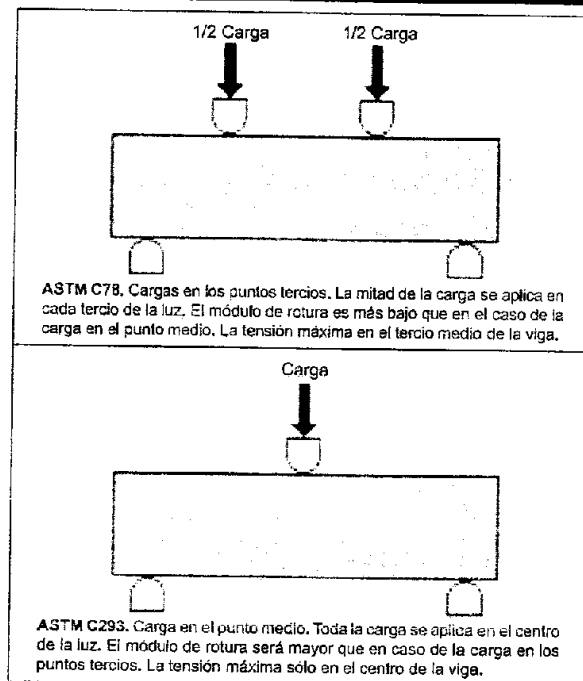 1/2 Carga 1/2 Carga
ASTM C78. Cargas en los puntos tercios. La mitad de la carga se aplica en
cada tercio de la luz. El módulo de rotura es más bajo que en el caso de la
carga en el punto medio. La tensión máxima en el tercio medio de la viga.
Carga
ASTM C293. Carga en el punto medio. Toda la carga se aplica en el centro
de la luz. El módulo de rotura será mayor que en caso de la carga en los
puntos tercios. La tensión máxima sólo en el centro de la viga.